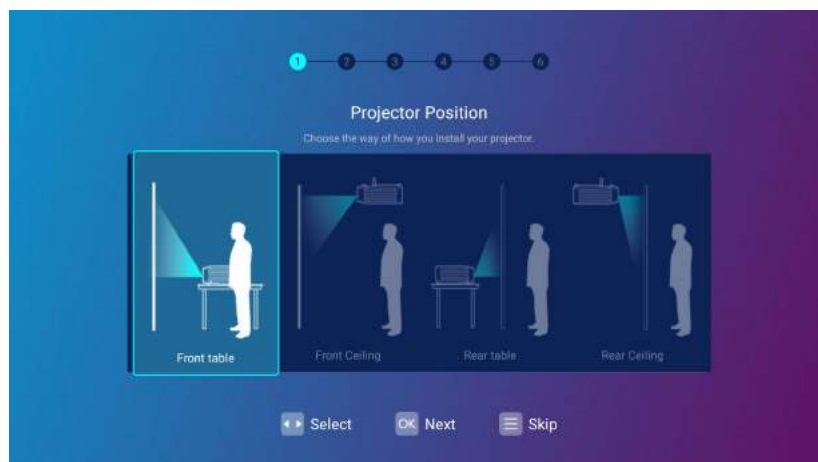 1 2 3 4 5 6
Projector Position
Choose the way of how you install your projector.
Front table
Front Ceiling
Rear table
Rear Ceiling
Select OK Next Skip